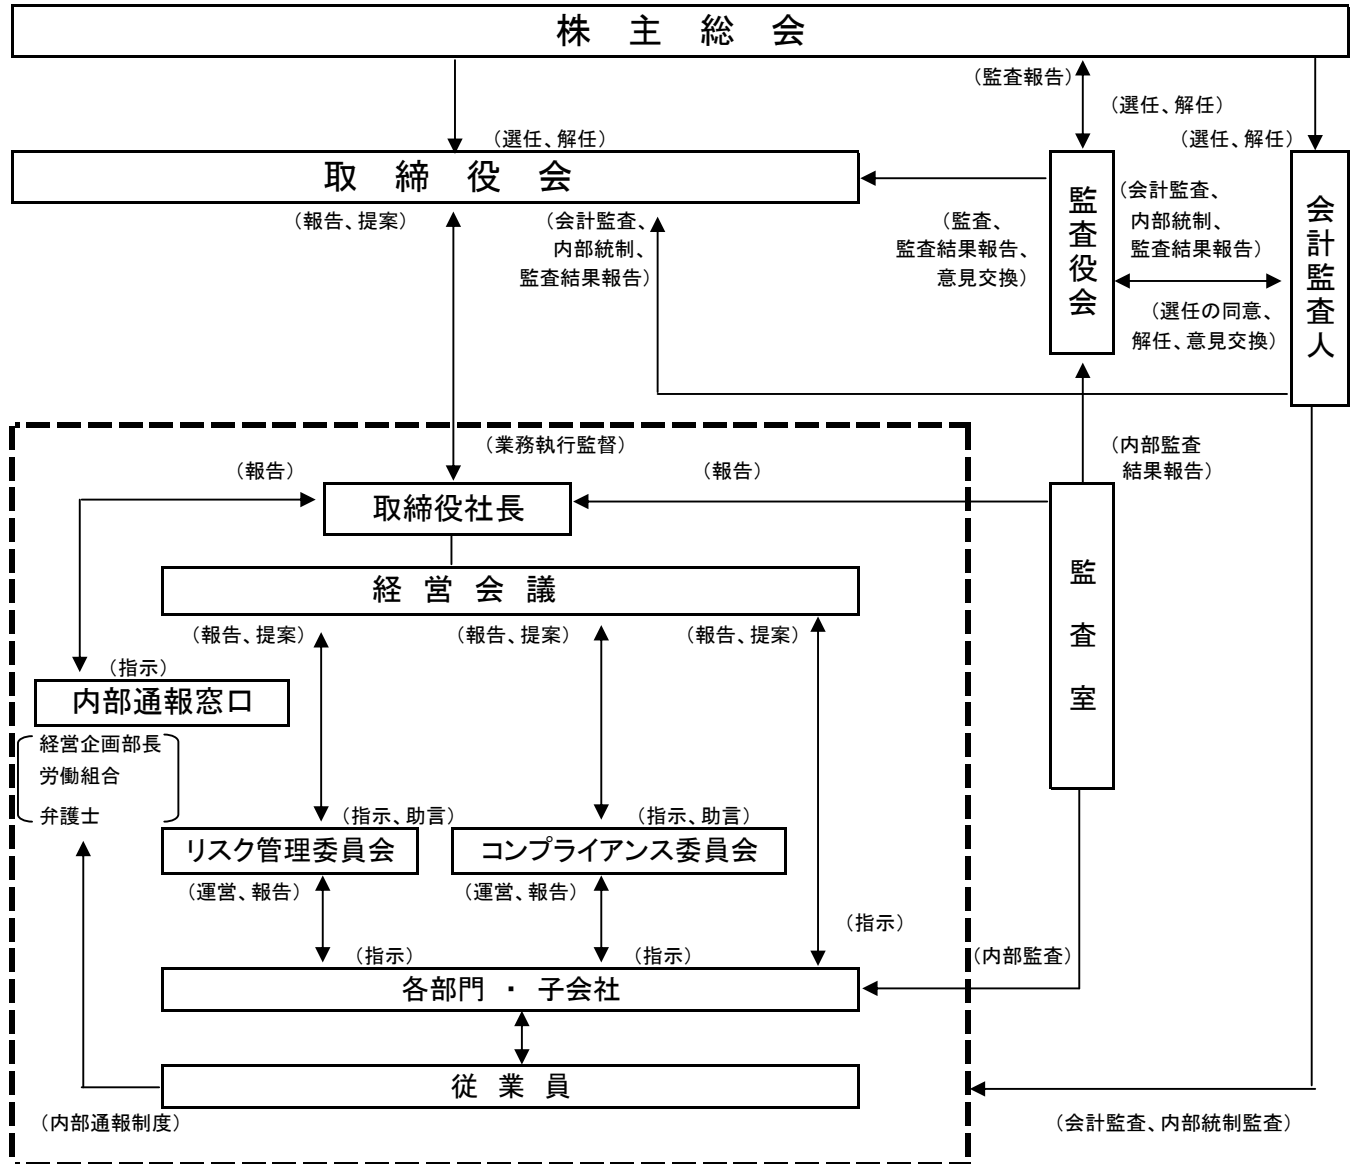 株 主 総 会
（監査報告）
（選任、解任）
（選任、解任）
（選任、解任）
取 締 役 会
監査役会
会計監査人
（報告、提案）
（会計監査、
内部統制、
監査結果報告）
（監査、
監査結果報告、
意見交換）
（会計監査、
内部統制、
監査結果報告）
（選任の同意、
解任、意見交換）
（業務執行監督）
（内部監査
結果報告）
（報告）
（報告）
取締役社長
監 査 室
経 営 会 議
（報告、提案）
（報告、提案）
（報告、提案）
（指示）
内部通報窓口
経営企画部長
労働組合
弁護士
（指示、助言）
（指示、助言）
リスク管理委員会
コンプライアンス委員会
（運営、報告）
（運営、報告）
（指示）
（指示）
（指示）
（内部監査）
各部門 ・ 子会社
従 業 員
（内部通報制度）
（会計監査、内部統制監査）